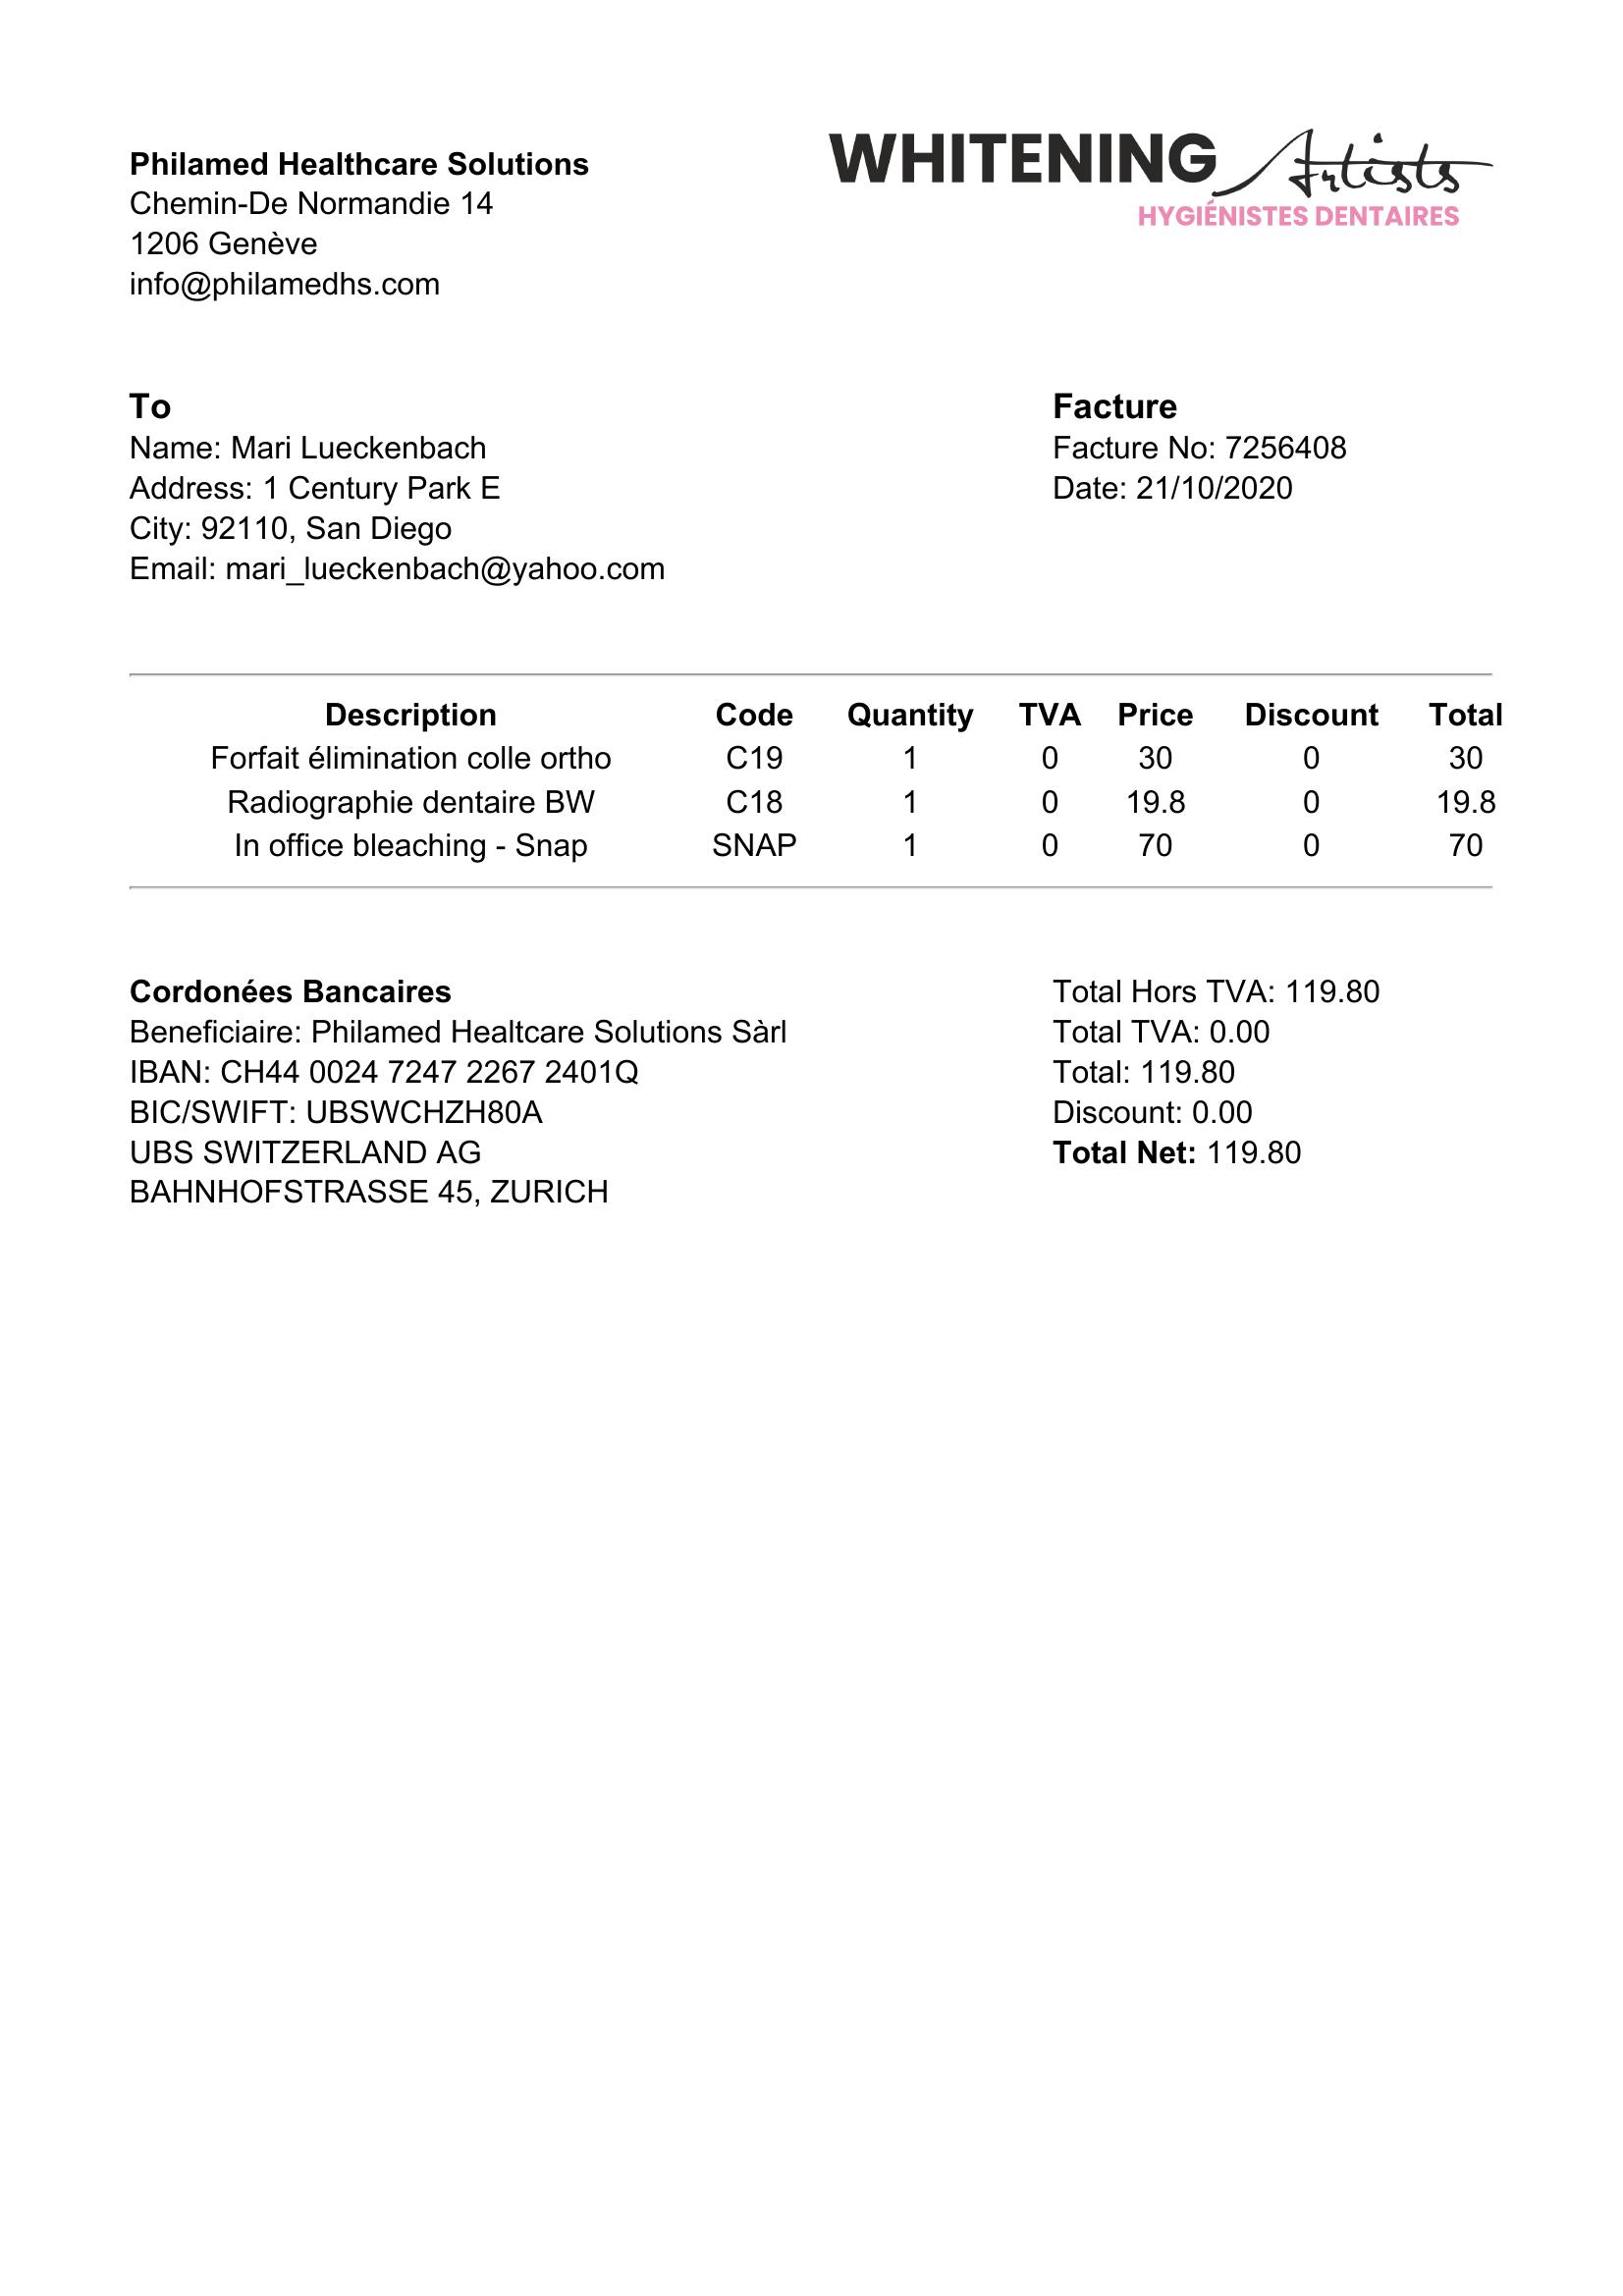 Philamed Healthcare Solutions
Chemin-De Normandie 14
1206 Genève
info@philamedhs.com
WHITENING Artists
HYGIÉNISTES DENTAIRES
To
Name: Mari Lueckenbach
Address: 1 Century Park E
City: 92110, San Diego
Email: mari_lueckenbach@yahoo.com
Facture
Facture No: 7256408
Date: 21/10/2020
Description Code Quantity TVA Price Discount Total
Forfait élimination colle ortho C19 1 0 30 0 30
Radiographie dentaire BW C18 1 0 19.8 0 19.8
In office bleaching - Snap SNAP 1 0 70 0 70
Cordonées Bancaires
Beneficiaire: Philamed Healtcare Solutions Sàrl
IBAN: CH44 0024 7247 2267 2401Q
BIC/SWIFT: UBSWCHZH80A
UBS SWITZERLAND AG
BAHNHOFSTRASSE 45, ZURICH
Total Hors TVA: 119.80
Total TVA: 0.00
Total: 119.80
Discount: 0.00
Total Net: 119.80